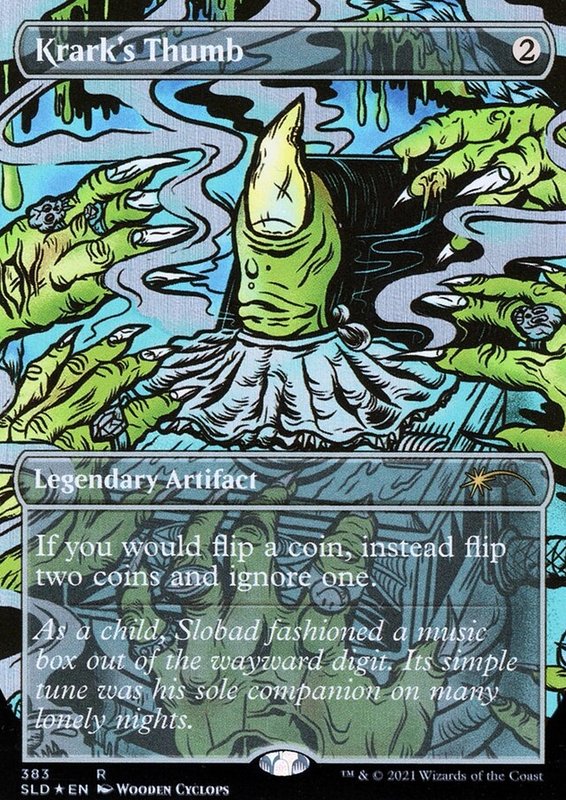 Krark's Thumb 2
Legendary Artifact
If you would flip a coin, instead flip
two coins and ignore one.
As a child, Slobad fashioned a music
box out of the wayward digit. Its simple
tune was his sole companion on many
lonely nights.
383 R
SLD ★ EN Wooden Cyclops
™ & © 2021 Wizards of the Coast